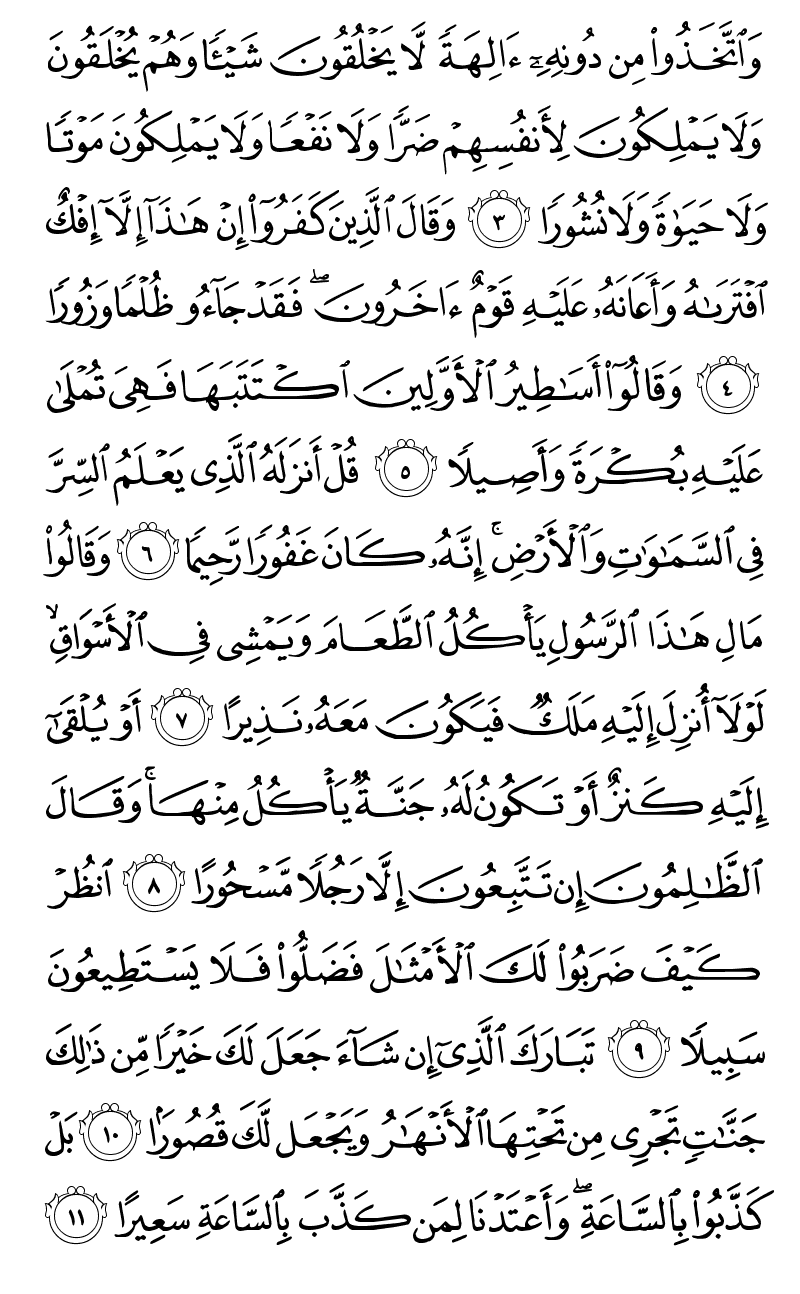 وَٱتَّخَذُوا۟ مِن دُونِهِۦٓ ءَالِهَةً لَّا يَخْلُقُونَ شَيْـًٔا وَهُمْ يُخْلَقُونَ
وَلَا يَمْلِكُونَ لِأَنفُسِهِمْ ضَرًّا وَلَا نَفْعًا وَلَا يَمْلِكُونَ مَوْتًا
وَلَا حَيَوٰةً وَلَا نُشُورًا ٣ وَقَالَ ٱلَّذِينَ كَفَرُوٓا۟ إِنْ هَـٰذَآ إِلَّآ إِفْكٌ
ٱفْتَرَىٰهُ وَأَعَانَهُۥ عَلَيْهِ قَوْمٌ ءَاخَرُونَ ۖ فَقَدْ جَآءُو ظُلْمًا وَزُورًا
٤ وَقَالُوٓا۟ أَسَـٰطِيرُ ٱلْأَوَّلِينَ ٱكْتَتَبَهَا فَهِىَ تُمْلَىٰ
عَلَيْهِ بُكْرَةً وَأَصِيلًا ٥ قُلْ أَنزَلَهُ ٱلَّذِى يَعْلَمُ ٱلسِّرَّ
فِى ٱلسَّمَـٰوَٰتِ وَٱلْأَرْضِ ۚ إِنَّهُۥ كَانَ غَفُورًا رَّحِيمًا ٦ وَقَالُوا۟
مَالِ هَـٰذَا ٱلرَّسُولِ يَأْكُلُ ٱلطَّعَامَ وَيَمْشِى فِى ٱلْأَسْوَاقِ ۙ
لَوْلَآ أُنزِلَ إِلَيْهِ مَلَكٌ فَيَكُونَ مَعَهُۥ نَذِيرًا ٧ أَوْ يُلْقَىٰٓ
إِلَيْهِ كَنزٌ أَوْ تَكُونُ لَهُۥ جَنَّةٌ يَأْكُلُ مِنْهَا ۚ وَقَالَ
ٱلظَّـٰلِمُونَ إِن تَتَّبِعُونَ إِلَّا رَجُلًا مَّسْحُورًا ٨ ٱنظُرْ
كَيْفَ ضَرَبُوا۟ لَكَ ٱلْأَمْثَـٰلَ فَضَلُّوا۟ فَلَا يَسْتَطِيعُونَ
سَبِيلًا ٩ تَبَارَكَ ٱلَّذِىٓ إِن شَآءَ جَعَلَ لَكَ خَيْرًا مِّن ذَٰلِكَ
جَنَّـٰتٍ تَجْرِى مِن تَحْتِهَا ٱلْأَنْهَـٰرُ وَيَجْعَل لَّكَ قُصُورًۢا ١٠ بَلْ
كَذَّبُوا۟ بِٱلسَّاعَةِ ۖ وَأَعْتَدْنَا لِمَن كَذَّبَ بِٱلسَّاعَةِ سَعِيرًا ١١